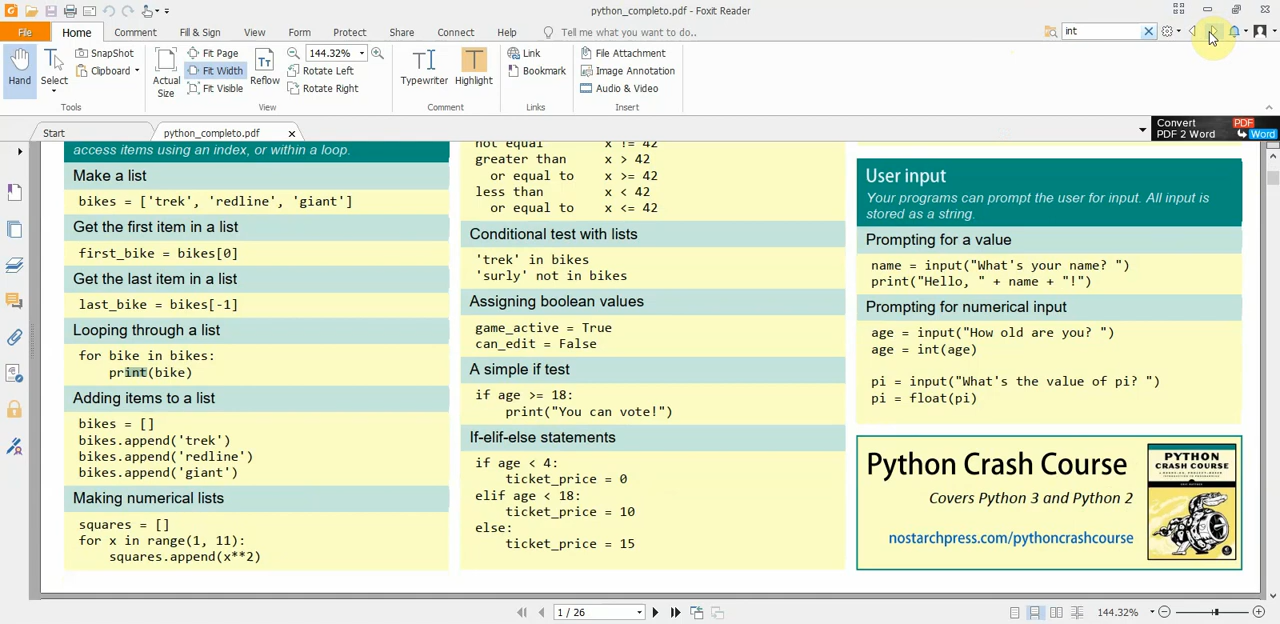 python_completo.pdf - Foxit Reader
File
Home
Comment
Fill & Sign
View
Form
Protect
Share
Connect
Help
Tell me what you want to do..
int
Hand
Select
SnapShot
Clipboard
Tools
Actual
Size
Fit Page
Fit Width
Fit Visible
Reflow
144.32%
Rotate Left
Rotate Right
View
Typewriter
Highlight
Comment
Link
Bookmark
Links
File Attachment
Image Annotation
Audio & Video
Insert
Start
python_completo.pdf
Convert
PDF 2 Word
PDF
Word
access items using an index, or within a loop.
Make a list
bikes = ['trek', 'redline', 'giant']
Get the first item in a list
first_bike = bikes[0]
Get the last item in a list
last_bike = bikes[-1]
Looping through a list
for bike in bikes:
print(bike)
Adding items to a list
bikes = []
bikes.append('trek')
bikes.append('redline')
bikes.append('giant')
Making numerical lists
squares = []
for x in range(1, 11):
squares.append(x**2)
not equal x != 42
greater than x > 42
or equal to x >= 42
less than x < 42
or equal to x <= 42
Conditional test with lists
'trek' in bikes
'surly' not in bikes
Assigning boolean values
game_active = True
can_edit = False
A simple if test
if age >= 18:
print("You can vote!")
If-elif-else statements
if age < 4:
ticket_price = 0
elif age < 18:
ticket_price = 10
else:
ticket_price = 15
User input
Your programs can prompt the user for input. All input is
stored as a string.
Prompting for a value
name = input("What's your name? ")
print("Hello, " + name + "!")
Prompting for numerical input
age = input("How old are you? ")
age = int(age)
pi = input("What's the value of pi? ")
pi = float(pi)
Python Crash Course
Covers Python 3 and Python 2
nostarchpress.com/pythoncrashcourse
PYTHON
CRASH COURSE
1 / 26
144.32%